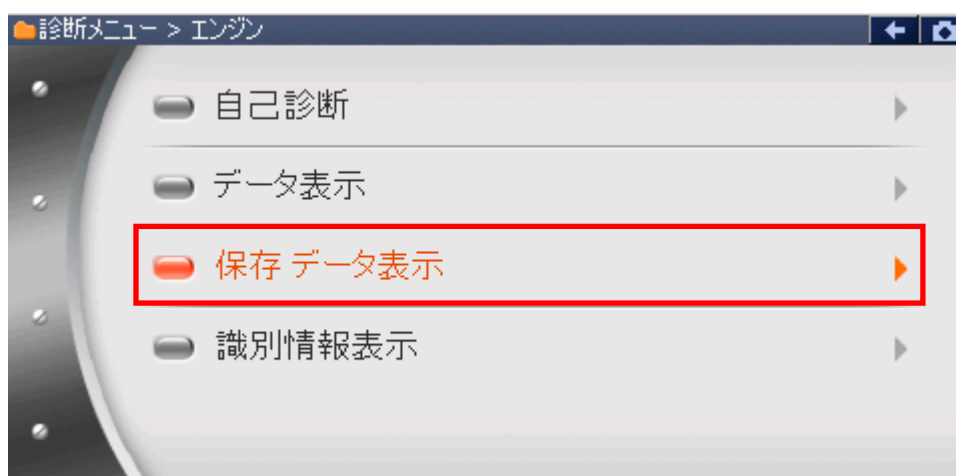 診断メニュー > エンジン
自己診断
データ表示
保存 データ表示
識別情報表示